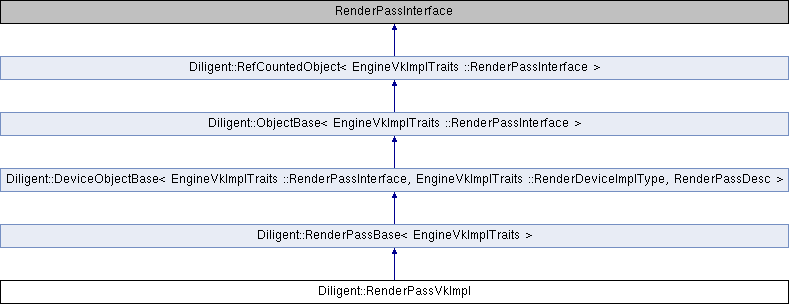 RenderPassInterface
Diligent::RefCountedObject< EngineVkImplTraits ::RenderPassInterface >
Diligent::ObjectBase< EngineVkImplTraits ::RenderPassInterface >
Diligent::DeviceObjectBase< EngineVkImplTraits ::RenderPassInterface, EngineVkImplTraits ::RenderDeviceImplType, RenderPassDesc >
Diligent::RenderPassBase< EngineVkImplTraits >
Diligent::RenderPassVkImpl